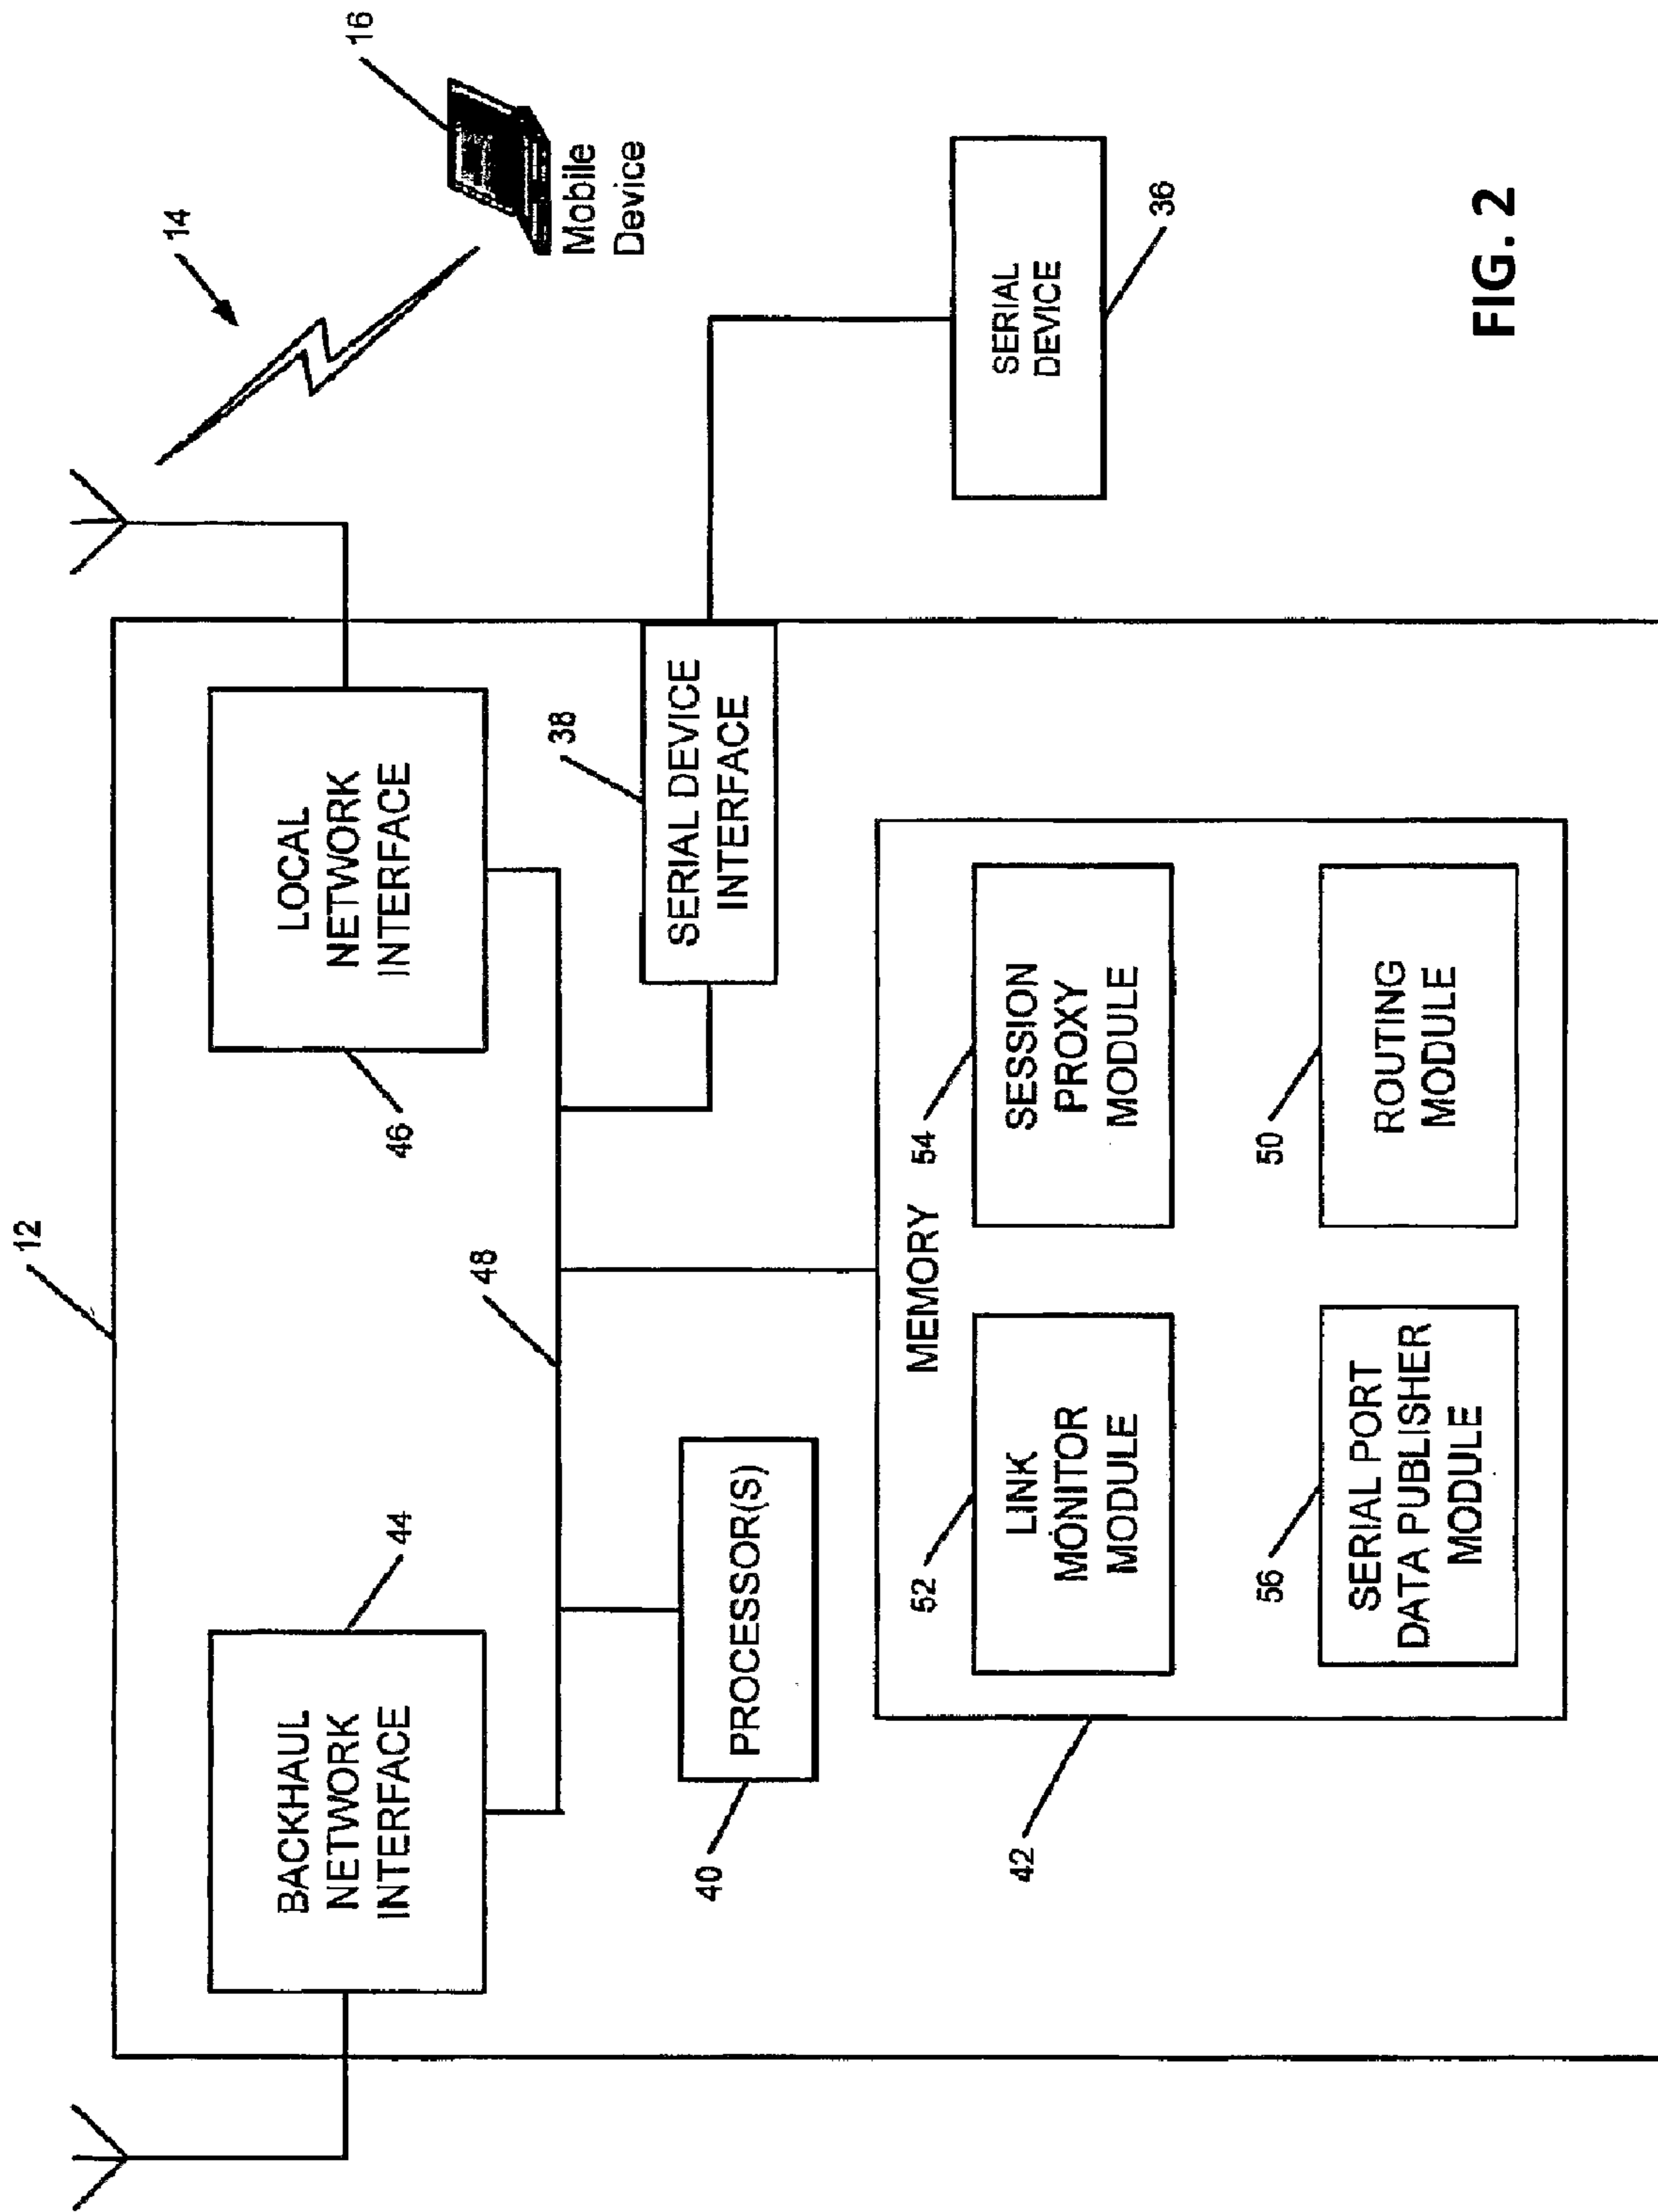 12
14
16
Mobile
Device
BACKHAUL
NETWORK
INTERFACE
44
LOCAL
NETWORK
INTERFACE
46
48
38
SERIAL DEVICE
INTERFACE
PROCESSOR(S)
40
SERIAL
DEVICE
36
MEMORY
42
52
LINK
MONITOR
MODULE
54
SESSION
PROXY
MODULE
56
SERIAL PORT
DATA PUBLISHER
MODULE
50
ROUTING
MODULE
FIG. 2